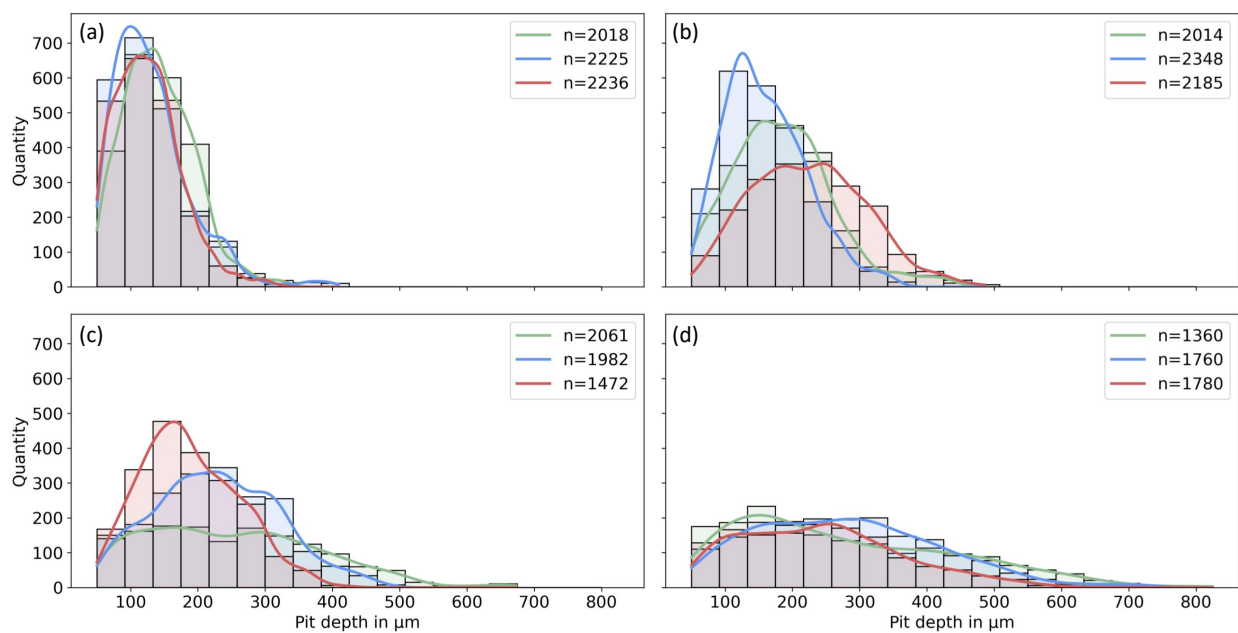 (a)
n=2018
n=2225
n=2236
Quantity
700
600
500
400
300
200
100
0
(b)
n=2014
n=2348
n=2185
Quantity
(c)
n=2061
n=1982
n=1472
Quantity
700
600
500
400
300
200
100
0
100 200 300 400 500 600 700 800
Pit depth in µm
(d)
n=1360
n=1760
n=1780
100 200 300 400 500 600 700 800
Pit depth in µm